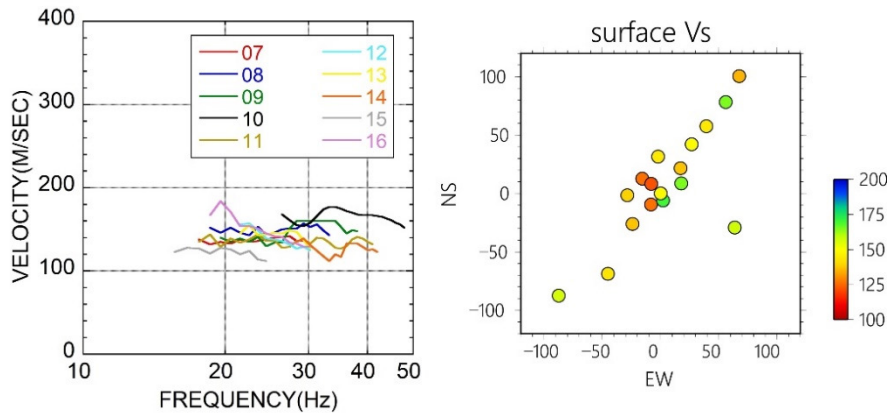 400
300
200
100
0
VELOCITY(M/SEC)
07 12
08 13
09 14
10 15
11 16
10 20 30 40 50
FREQUENCY(Hz)
surface Vs
100
50
0
−50
−100
NS
−100 −50 0 50 100
EW
200
175
150
125
100